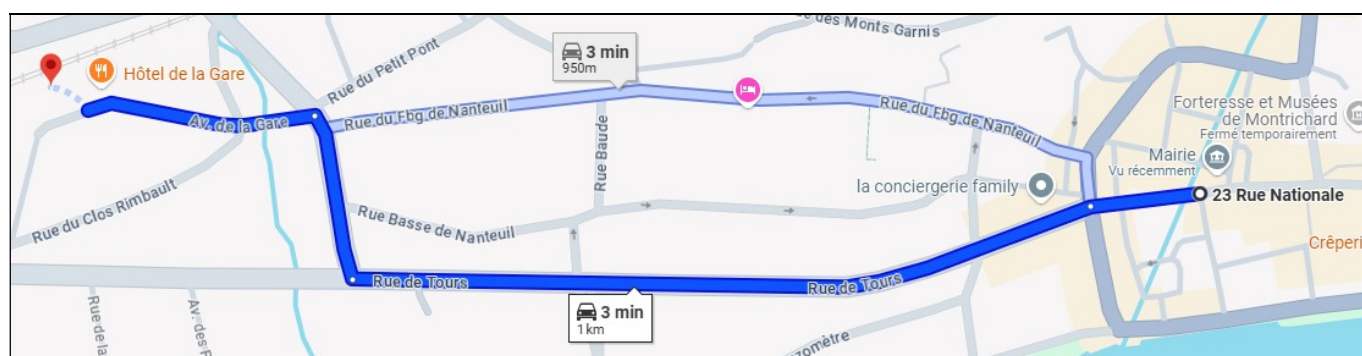 des Monts Garnis
3 min
950m
Rue du Petit Pont
Hôtel de la Gare
Av. de la Gare
Rue du Fbg de Nanteuil
Rue du Fbg de Nanteuil
Forteresse et Musées
de Montrichard
Fermé temporairement
Mairie
Vu récemment
Rue Baude
la conciergerie family
23 Rue Nationale
Rue du Clos Rimbault
Rue Basse de Nanteuil
Crêperi
Rue de Tours
Rue de Tours
3 min
1 km
Rue de la
Av. des